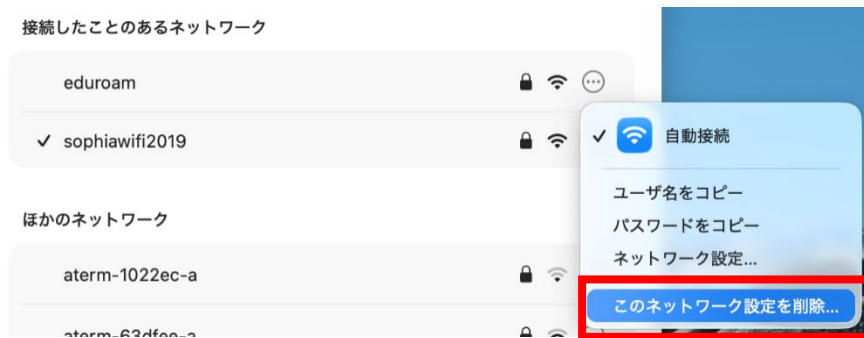 接続したことのあるネットワーク
eduroam
sophiawifi2019
自動接続
ユーザ名をコピー
パスワードをコピー
ネットワーク設定...
このネットワーク設定を削除...
ほかのネットワーク
aterm-1022ec-a
aterm-63dfee-a